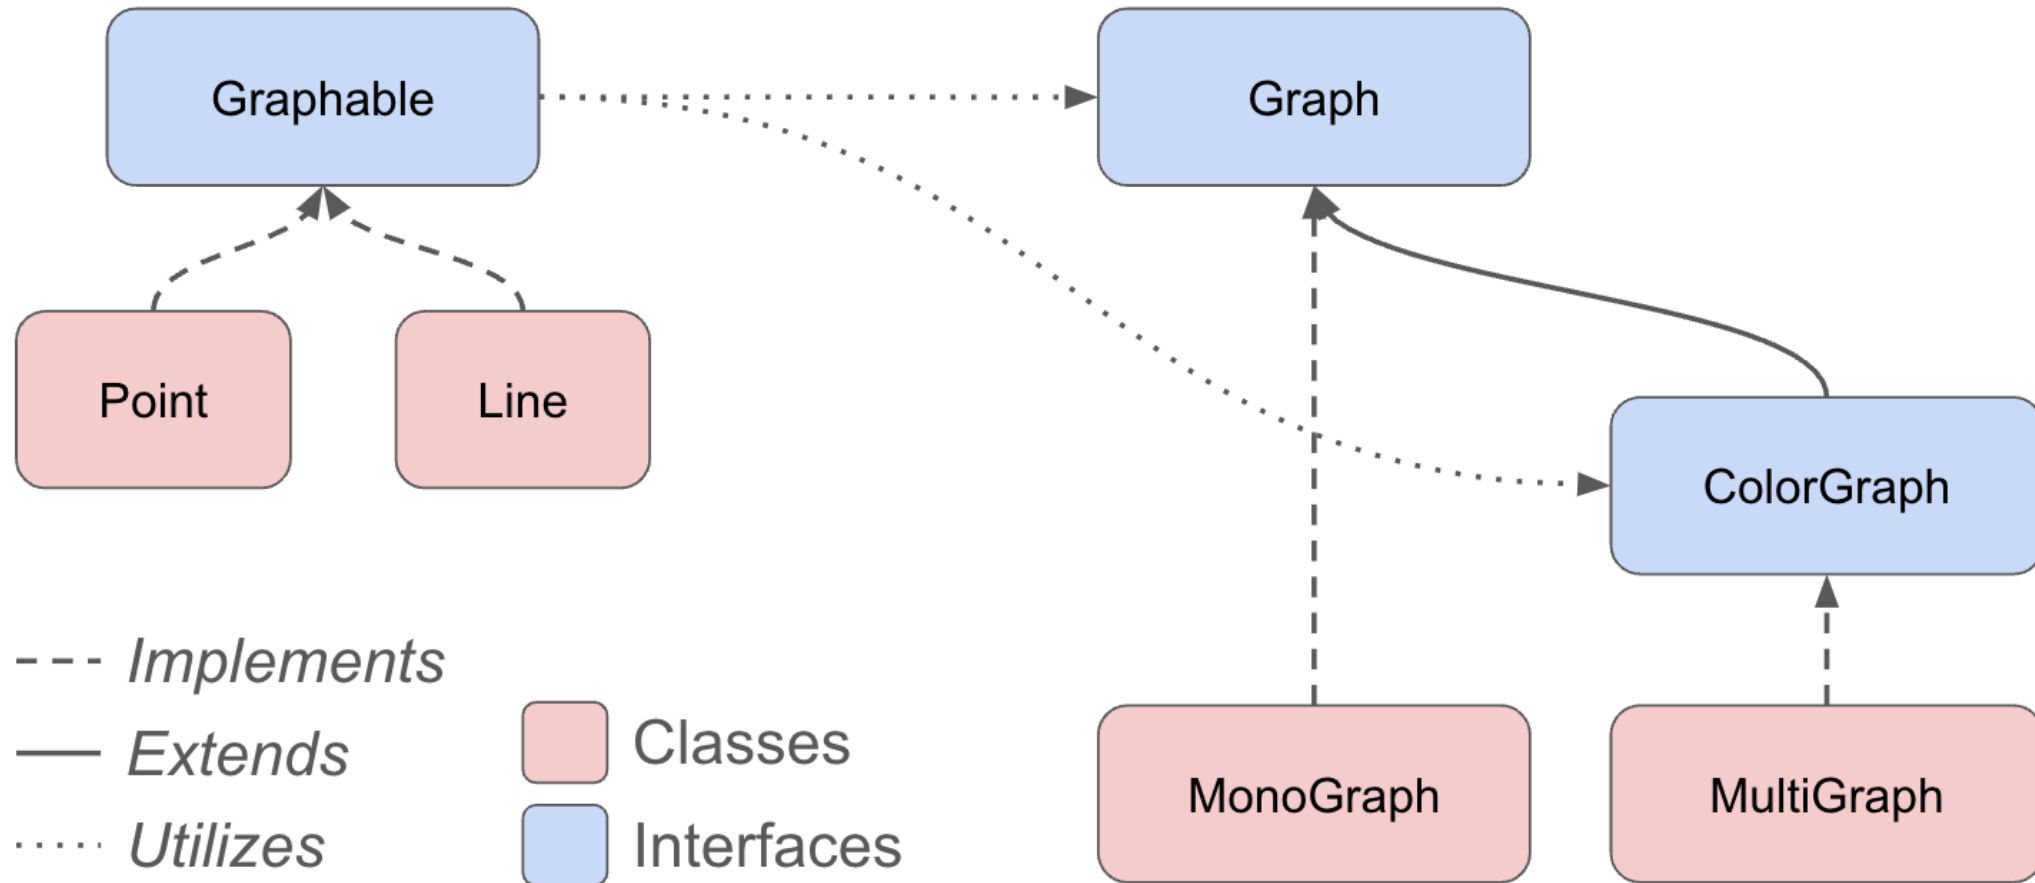 Graphable
Graph
Point
Line
ColorGraph
Implements
Extends
Utilizes
Classes
Interfaces
MonoGraph
MultiGraph